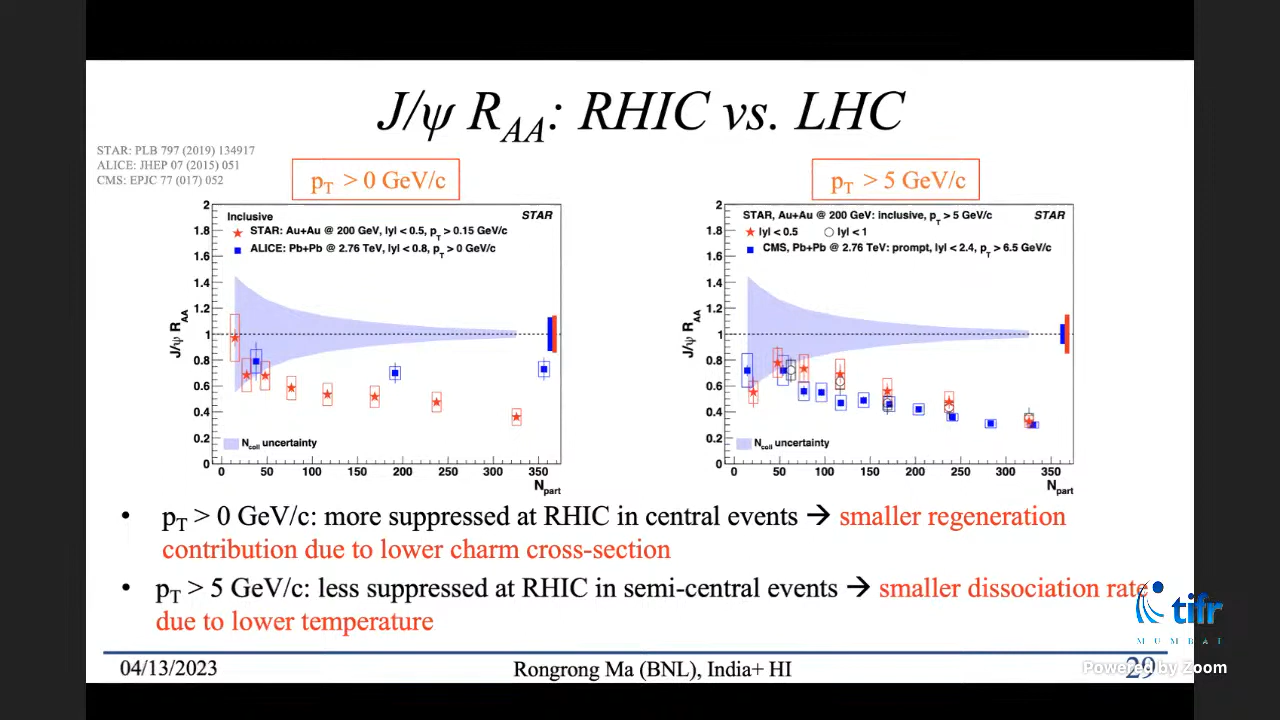 J/ψ R_AA: RHIC vs. LHC
STAR: PLB 797 (2019) 134917
ALICE: JHEP 07 (2015) 051
CMS: EPJC 77 (017) 052
p_T > 0 GeV/c
p_T > 5 GeV/c
Inclusive
STAR
STAR: Au+Au @ 200 GeV, |y| < 0.5, p_T > 0.15 GeV/c
ALICE: Pb+Pb @ 2.76 TeV, |y| < 0.8, p_T > 0 GeV/c
J/ψ R_AA
2
1.8
1.6
1.4
1.2
1
0.8
0.6
0.4
0.2
0
N_coll uncertainty
0 50 100 150 200 250 300 350
N_part
STAR, Au+Au @ 200 GeV: inclusive, p_T > 5 GeV/c
STAR
|y| < 0.5 |y| < 1
CMS, Pb+Pb @ 2.76 TeV: prompt, |y| < 2.4, p_T > 6.5 GeV/c
J/ψ R_AA
2
1.8
1.6
1.4
1.2
1
0.8
0.6
0.4
0.2
0
N_coll uncertainty
0 50 100 150 200 250 300 350
N_part
• p_T > 0 GeV/c: more suppressed at RHIC in central events → smaller regeneration
contribution due to lower charm cross-section
• p_T > 5 GeV/c: less suppressed at RHIC in semi-central events → smaller dissociation rate
due to lower temperature
tifr
MUMBAI
04/13/2023
Rongrong Ma (BNL), India+ HI
29
Powered by Zoom